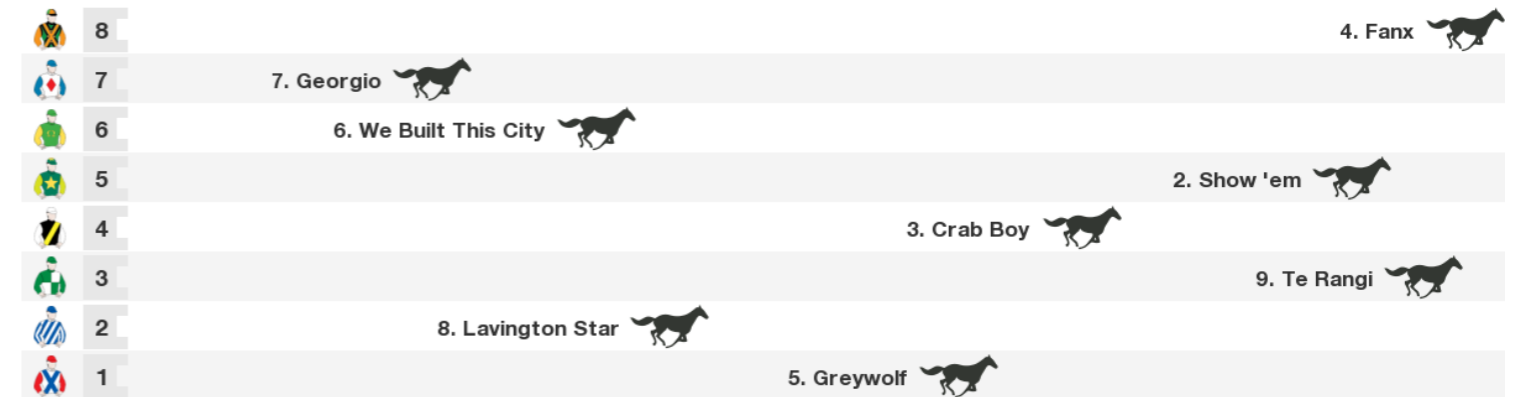 8 4. Fanx
7 7. Georgio
6 6. We Built This City
5 2. Show 'em
4 3. Crab Boy
3 9. Te Rangi
2 8. Lavington Star
1 5. Greywolf